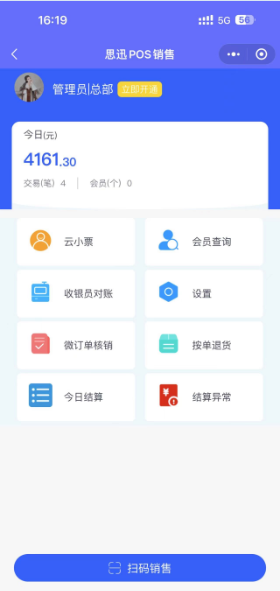 16:19
5G 56
思迅POS销售
管理员|总部 立即开通
今日(元)
4161.30
交易(笔) 4 会员(个) 0
云小票 会员查询
收银员对账 设置
微订单核销 按单退货
今日结算 结算异常
扫码销售